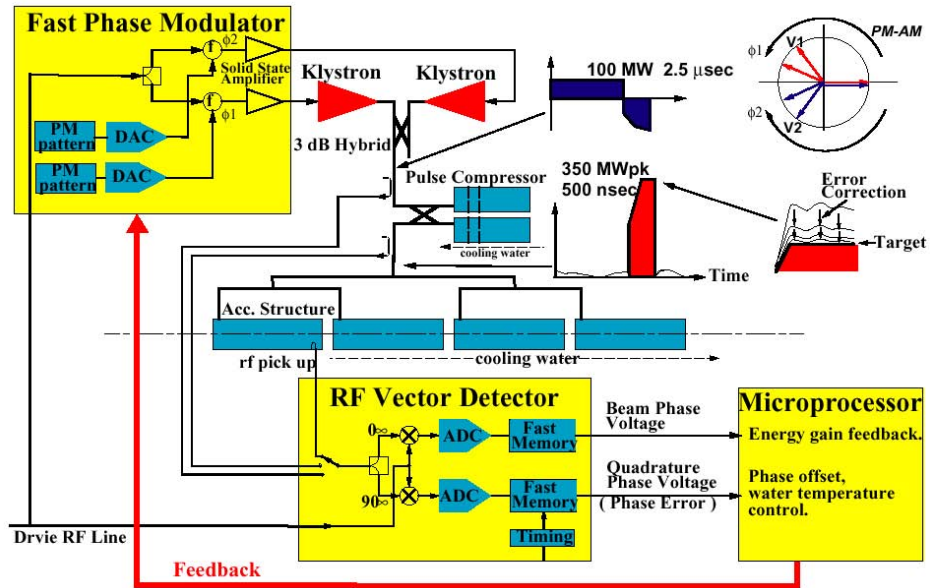 Fast Phase Modulator
f
ϕ2
Solid State
Amplifier
f
ϕ1
PM
pattern
DAC
PM
pattern
DAC
Klystron
Klystron
3 dB Hybrid
100 MW 2.5 μsec
PM-AM
ϕ1
V1
ϕ2
V2
Pulse Compressor
cooling water
350 MWpk
500 nsec
Time
Error
Correction
Target
Acc. Structure
rf pick up
cooling water
RF Vector Detector
0∞
ADC
Fast
Memory
90∞
ADC
Fast
Memory
Timing
Beam Phase
Voltage
Quadrature
Phase Voltage
( Phase Error )
Microprocessor
Energy gain feedback.
Phase offset,
water temperature
control.
Drvie RF Line
Feedback